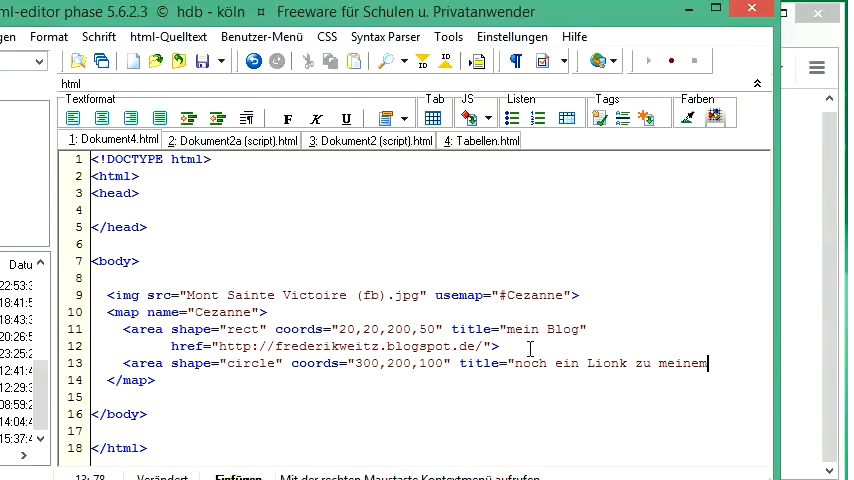 ml-editor phase 5.6.2.3 © hdb - köln ¤ Freeware für Schulen u. Privatanwender
gen Format Schrift html-Quelltext Benutzer-Menü CSS Syntax Parser Tools Einstellungen Hilfe
html
Textformat Tab JS Listen Tags Farben
F K U
1: Dokument4.html 2: Dokument2a (script).html 3: Dokument2 (script).html 4: Tabellen.html
1 <!DOCTYPE html>
2 <html>
3 <head>
4
5 </head>
6
7 <body>
8
9 <img src="Mont Sainte Victoire (fb).jpg" usemap="#Cezanne">
10 <map name="Cezanne">
11 <area shape="rect" coords="20,20,200,50" title="mein Blog"
12 href="http://frederikweitz.blogspot.de/">
13 <area shape="circle" coords="300,200,100" title="noch ein Lionk zu meinem
14 </map>
15
16 </body>
17
18 </html>
Datu
22:53:3
18:41:5
18:43:3
20:25:2
23:25:2
11:34:3
12:29:3
08:59:2
14:04:4
15:37:4
13: 78 Verändert Einfügen Mit der rechten Maustaste Kontextmenü aufrufen